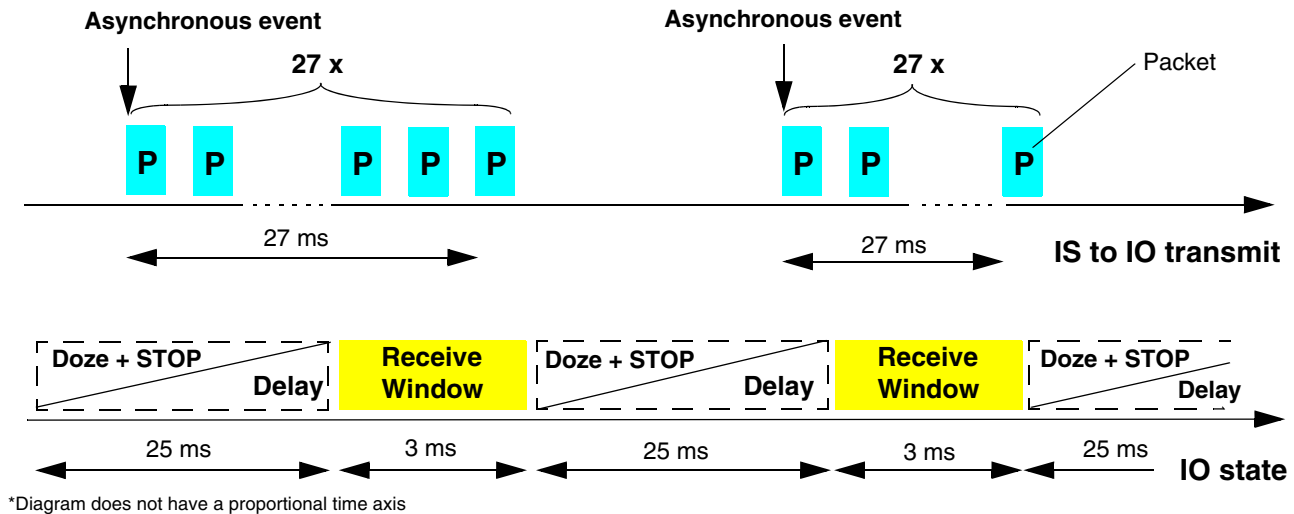 Asynchronous event
Asynchronous event
27 x
27 x
Packet
P
P
P
P
P
P
P
P
27 ms
27 ms
IS to IO transmit
Doze + STOP
Delay
Receive
Window
Doze + STOP
Delay
Receive
Window
Doze + STOP
Delay
25 ms
3 ms
25 ms
3 ms
25 ms
IO state
*Diagram does not have a proportional time axis